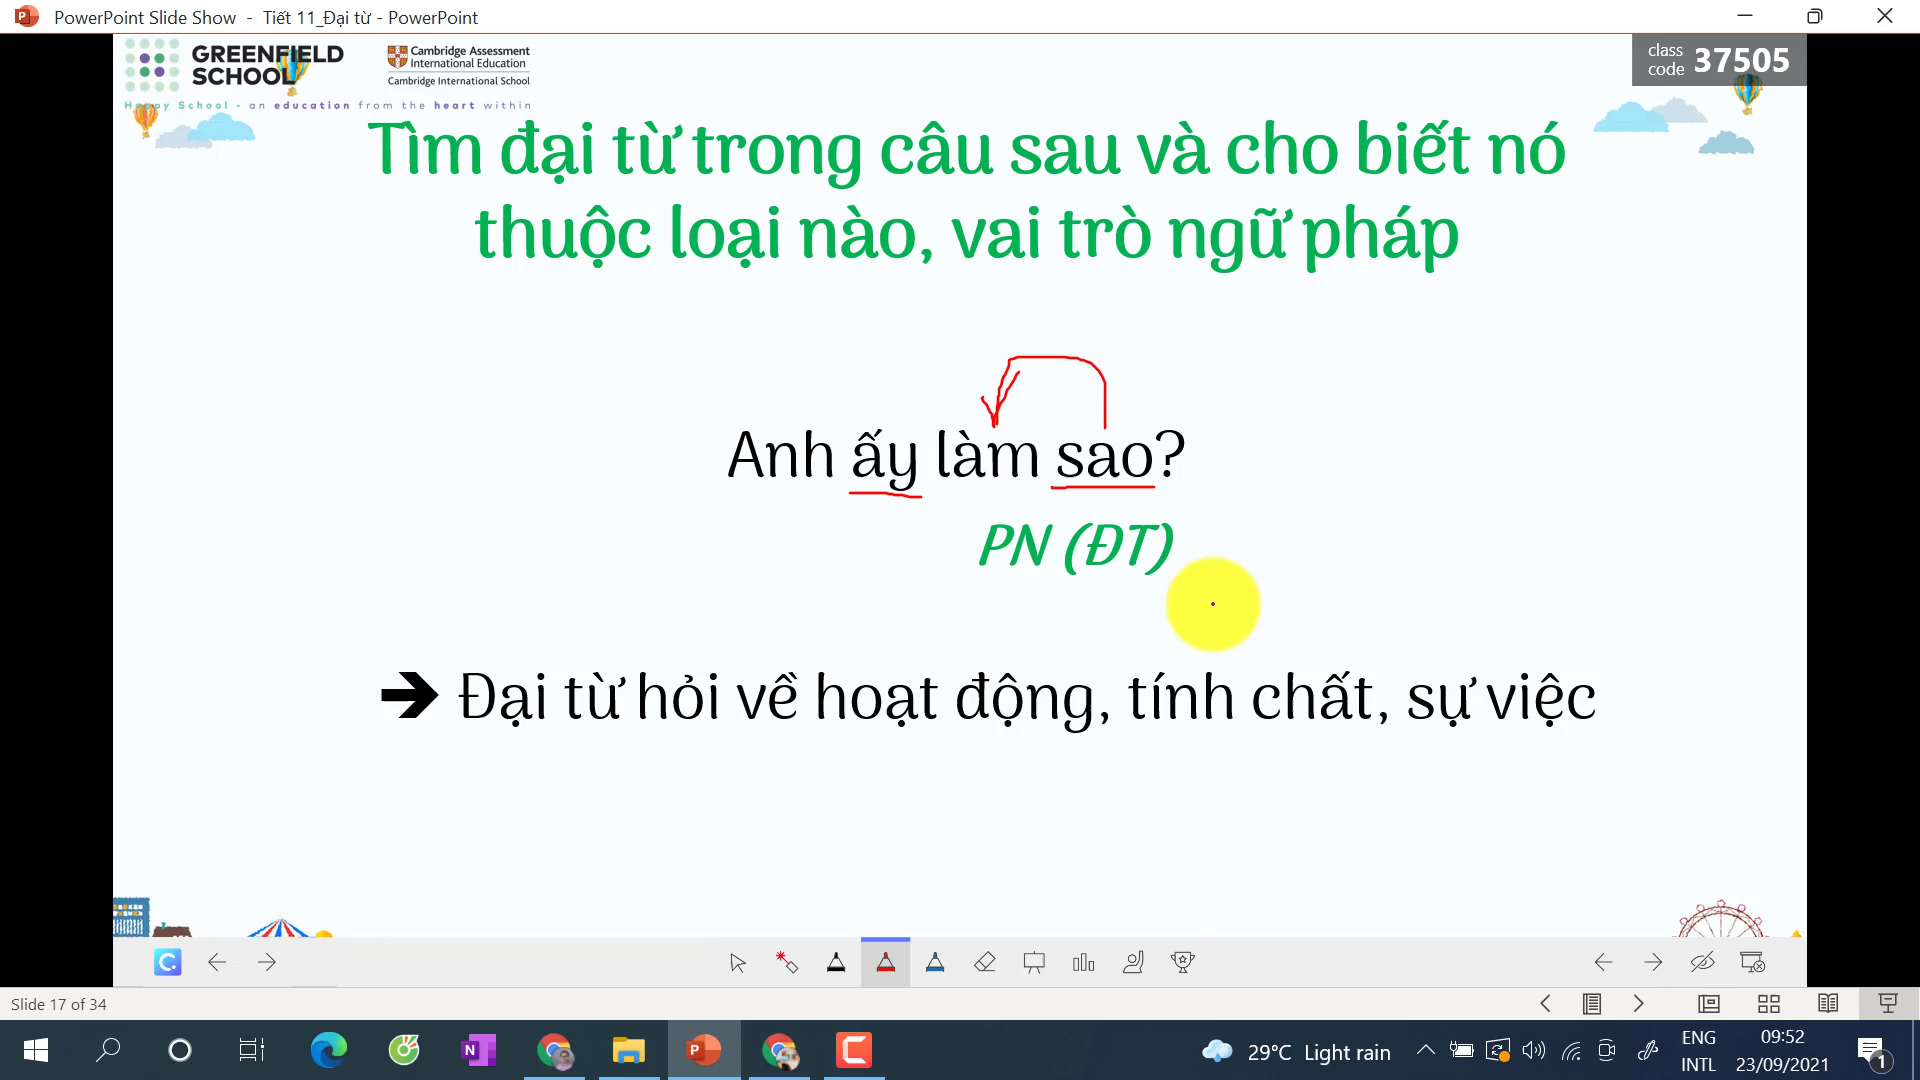 PowerPoint Slide Show - Tiết 11_Đại từ - PowerPoint
GREENFIELD
SCHOOL
Cambridge Assessment
International Education
Cambridge International School
Happy School - an education from the heart within
class
code 37505
Tìm đại từ trong câu sau và cho biết nó
thuộc loại nào, vai trò ngữ pháp
Anh ấy làm sao?
PN (ĐT)
➔ Đại từ hỏi về hoạt động, tính chất, sự việc
Slide 17 of 34
29°C Light rain
ENG
INTL
09:52
23/09/2021
1